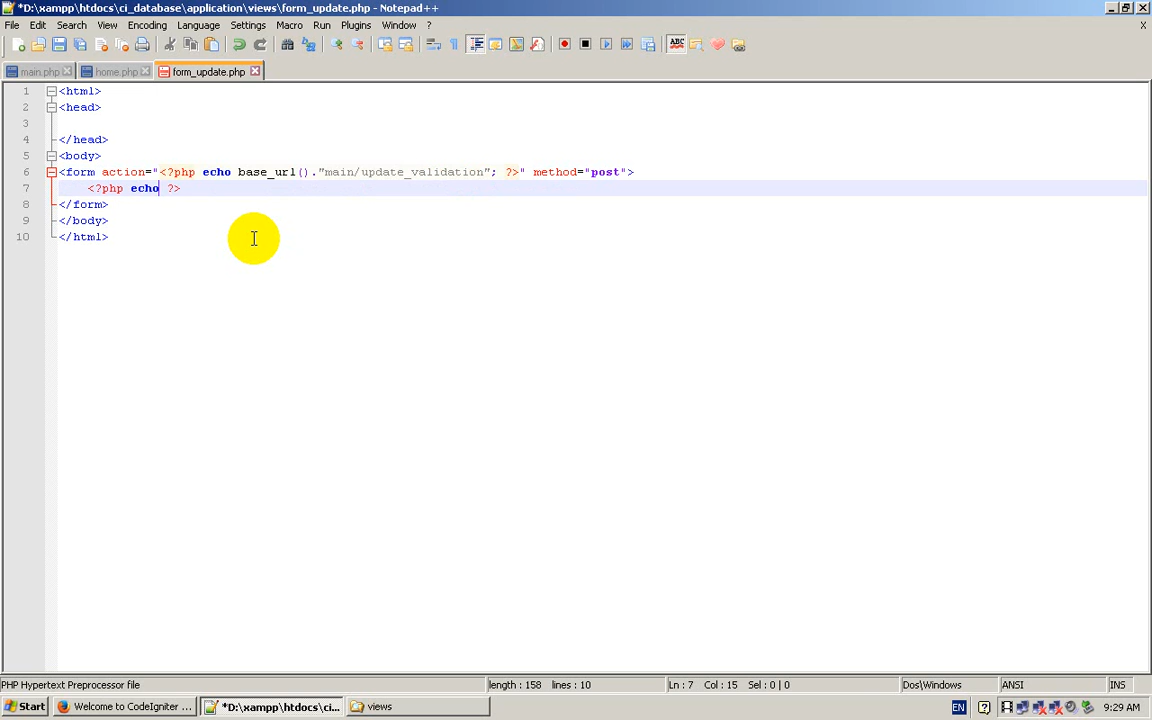 *D:\xampp\htdocs\ci_database\application\views\form_update.php - Notepad++
File Edit Search View Encoding Language Settings Macro Run Plugins Window ? X
main.php home.php form_update.php
1 <html>
2 <head>
3
4 </head>
5 <body>
6 <form action="<?php echo base_url()."main/update_validation"; ?>" method="post">
7 <?php echo ?>
8 </form>
9 </body>
10 </html>
PHP Hypertext Preprocessor file length : 158 lines : 10 Ln : 7 Col : 15 Sel : 0 | 0 Dos\Windows ANSI INS
Start Welcome to CodeIgniter ... *D:\xampp\htdocs\ci... views EN 9:29 AM